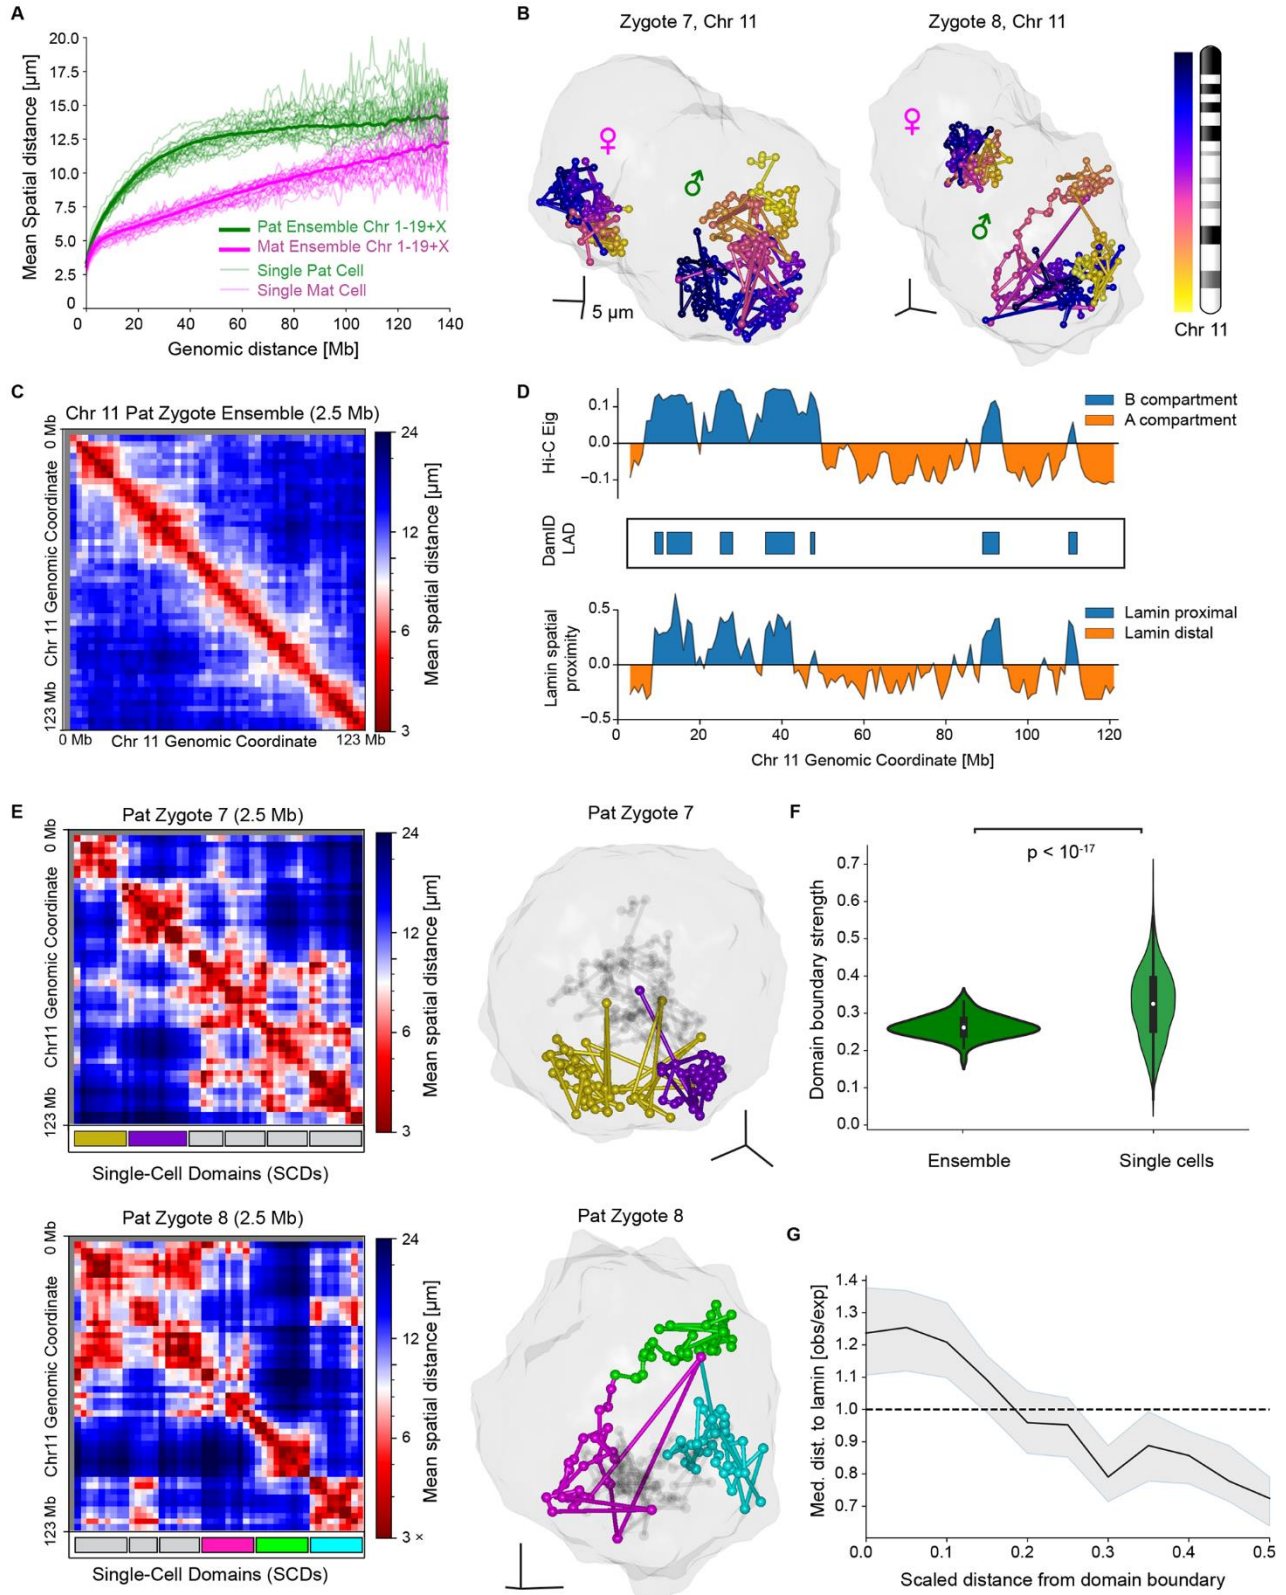 A
Mean Spatial distance [µm]
20.0
17.5
15.0
12.5
10.0
7.5
5.0
2.5
0
Pat Ensemble Chr 1-19+X
Mat Ensemble Chr 1-19+X
Single Pat Cell
Single Mat Cell
0 20 40 60 80 100 120 140
Genomic distance [Mb]
B
Zygote 7, Chr 11
Zygote 8, Chr 11
♀
♂
♀
♂
5 µm
Chr 11
C
Chr 11 Pat Zygote Ensemble (2.5 Mb)
0 Mb
Chr 11 Genomic Coordinate
123 Mb
0 Mb Chr 11 Genomic Coordinate 123 Mb
24
12
6
3
Mean spatial distance [µm]
D
Hi-C Eig
0.1
0.0
−0.1
B compartment
A compartment
DamID
LAD
Lamin spatial
proximity
0.5
0.0
−0.5
Lamin proximal
Lamin distal
0 20 40 60 80 100 120
Chr 11 Genomic Coordinate [Mb]
E
Pat Zygote 7 (2.5 Mb)
0 Mb
Chr11 Genomic Coordinate
123 Mb
24
12
6
3
Mean spatial distance [µm]
Single-Cell Domains (SCDs)
Pat Zygote 7
Pat Zygote 8 (2.5 Mb)
0 Mb
Chr11 Genomic Coordinate
123 Mb
24
12
6
3 ×
Mean spatial distance [µm]
Single-Cell Domains (SCDs)
Pat Zygote 8
F
p < 10-17
Domain boundary strength
0.7
0.6
0.5
0.4
0.3
0.2
0.1
0.0
Ensemble
Single cells
G
Med. dist. to lamin [obs/exp]
1.4
1.3
1.2
1.1
1.0
0.9
0.8
0.7
0.0 0.1 0.2 0.3 0.4 0.5
Scaled distance from domain boundary